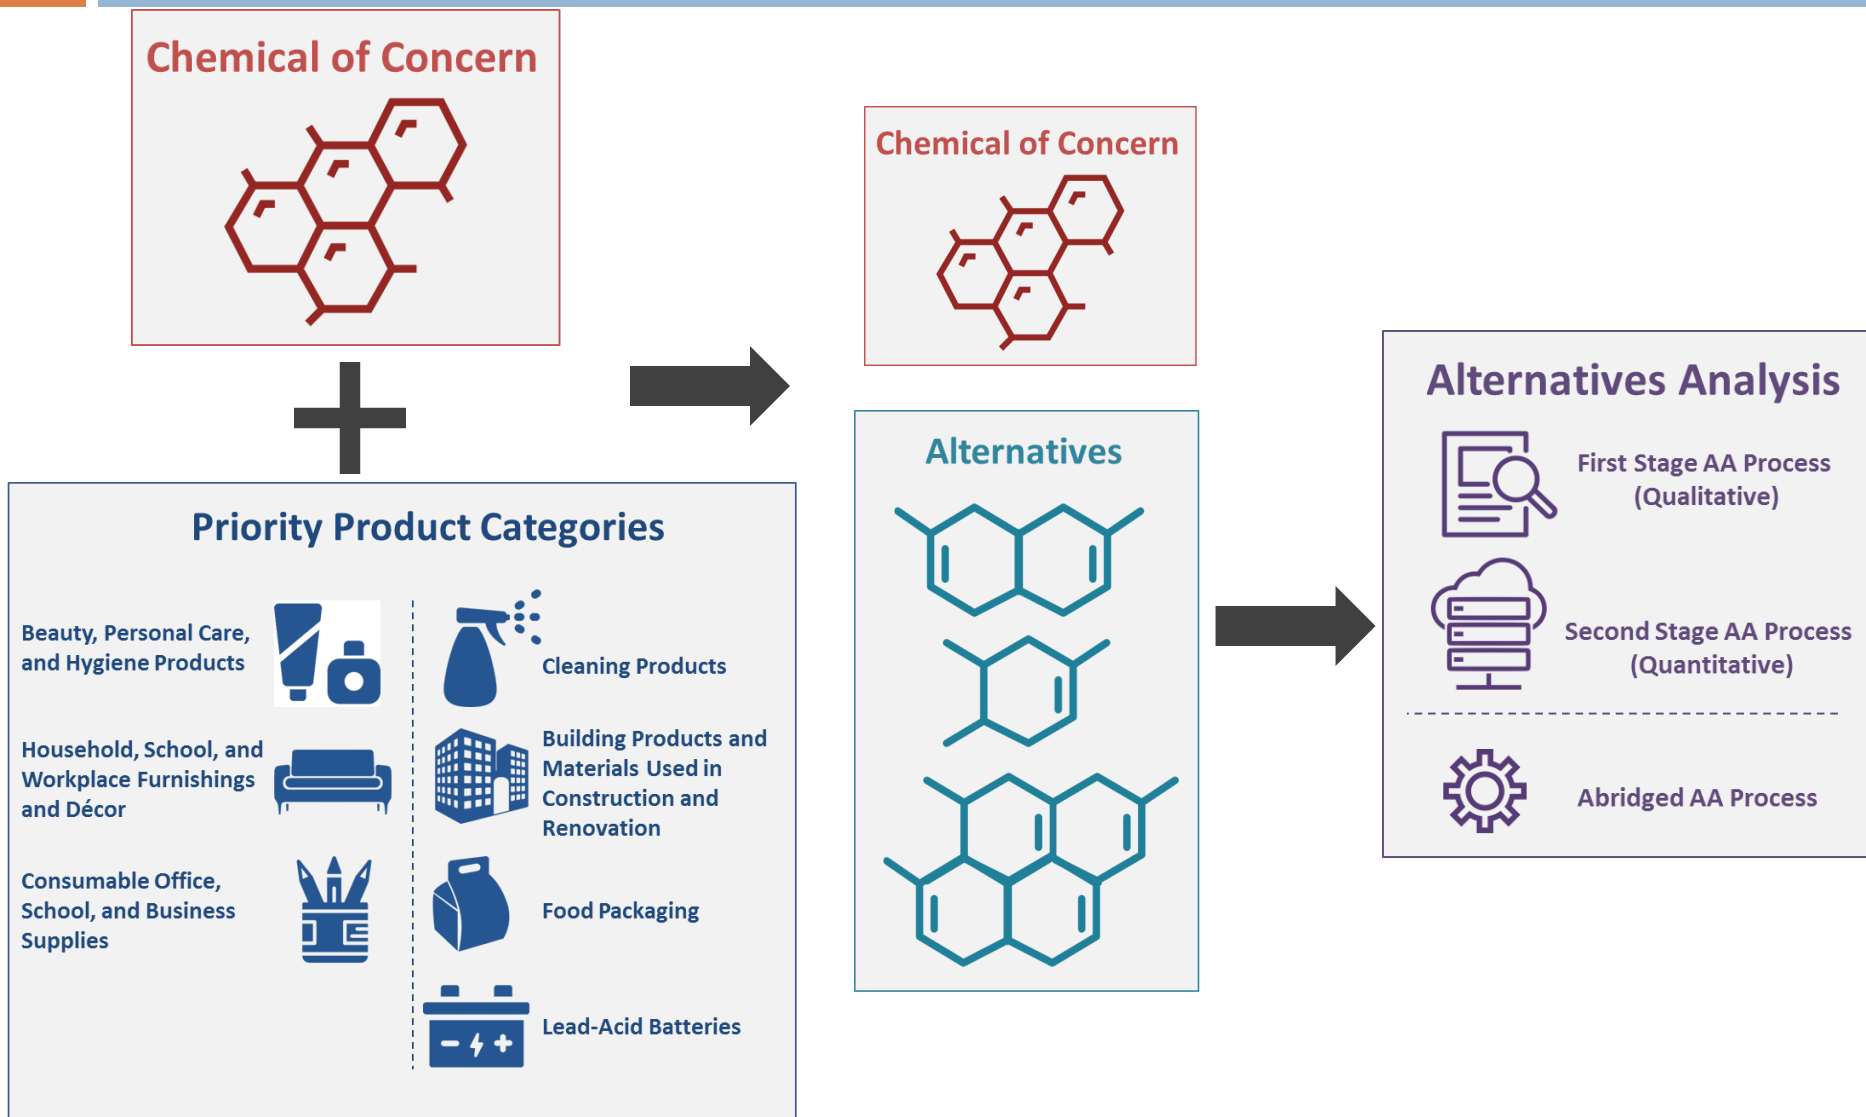 Chemical of Concern
Priority Product Categories
Beauty, Personal Care,
and Hygiene Products
Household, School, and
Workplace Furnishings
and Décor
Consumable Office,
School, and Business
Supplies
Cleaning Products
Building Products and
Materials Used in
Construction and
Renovation
Food Packaging
Lead-Acid Batteries
Chemical of Concern
Alternatives
Alternatives Analysis
First Stage AA Process
(Qualitative)
Second Stage AA Process
(Quantitative)
Abridged AA Process